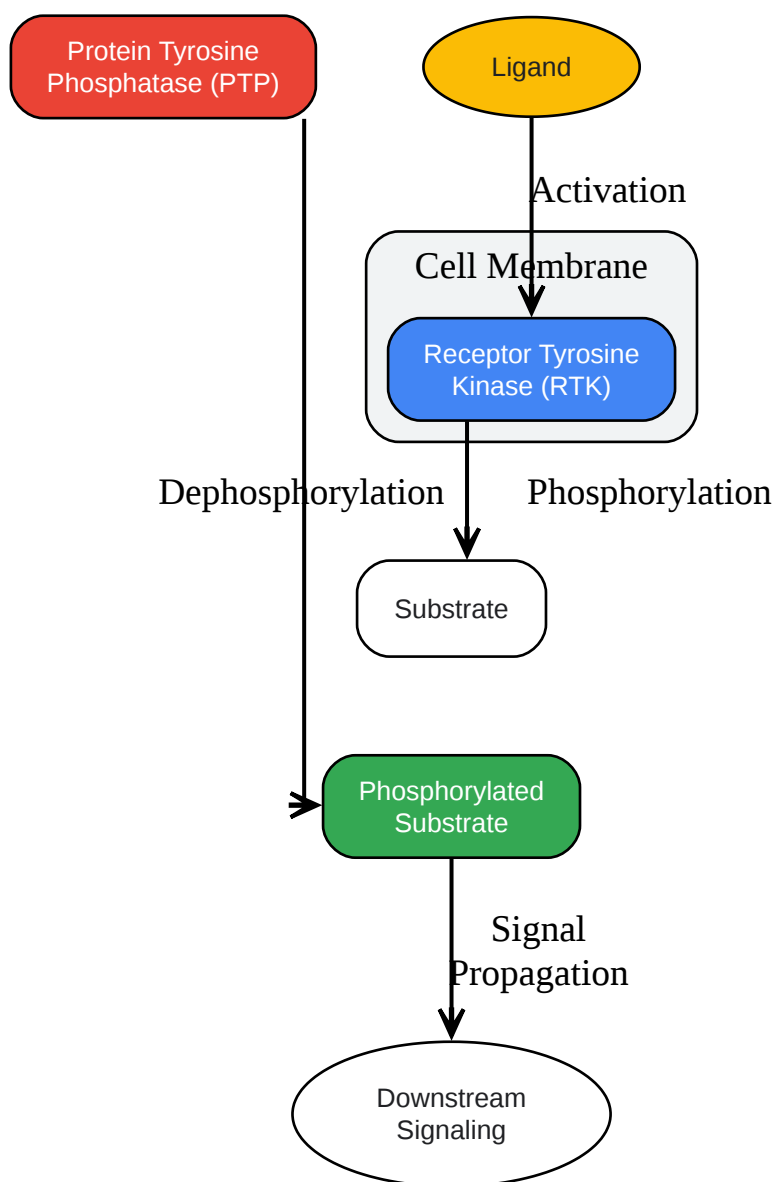 Protein Tyrosine
Phosphatase (PTP)
Ligand
Activation
Cell Membrane
Receptor Tyrosine
Kinase (RTK)
Dephosphorylation
Phosphorylation
Substrate
Phosphorylated
Substrate
Signal
Propagation
Downstream
Signaling